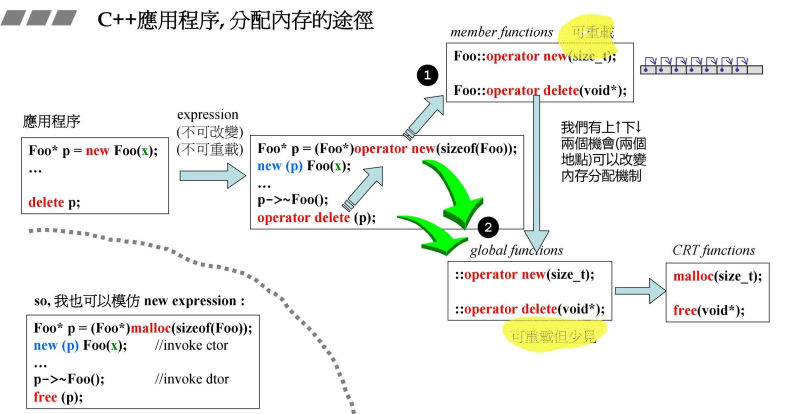 C++應用程序, 分配內存的途徑
應用程序
Foo* p = new Foo(x);
...
delete p;
expression
(不可改變)
(不可重載)
Foo* p = (Foo*)operator new(sizeof(Foo));
new (p) Foo(x);
...
p->~Foo();
operator delete (p);
1
member functions 可重載
Foo::operator new(size_t);
Foo::operator delete(void*);
我們有上↑下↓
兩個機會(兩個
地點)可以改變
內存分配機制
2
global functions
::operator new(size_t);
::operator delete(void*);
可重載但少見
CRT functions
malloc(size_t);
free(void*);
so, 我也可以模仿 new expression :
Foo* p = (Foo*)malloc(sizeof(Foo));
new (p) Foo(x); //invoke ctor
...
p->~Foo(); //invoke dtor
free (p);